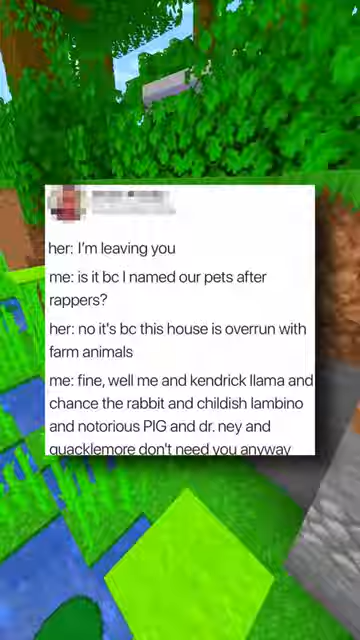 her: I'm leaving you
me: is it bc I named our pets after
rappers?
her: no it's bc this house is overrun with
farm animals
me: fine, well me and kendrick llama and
chance the rabbit and childish lambino
and notorious PIG and dr. ney and
quacklemore don't need you anyway